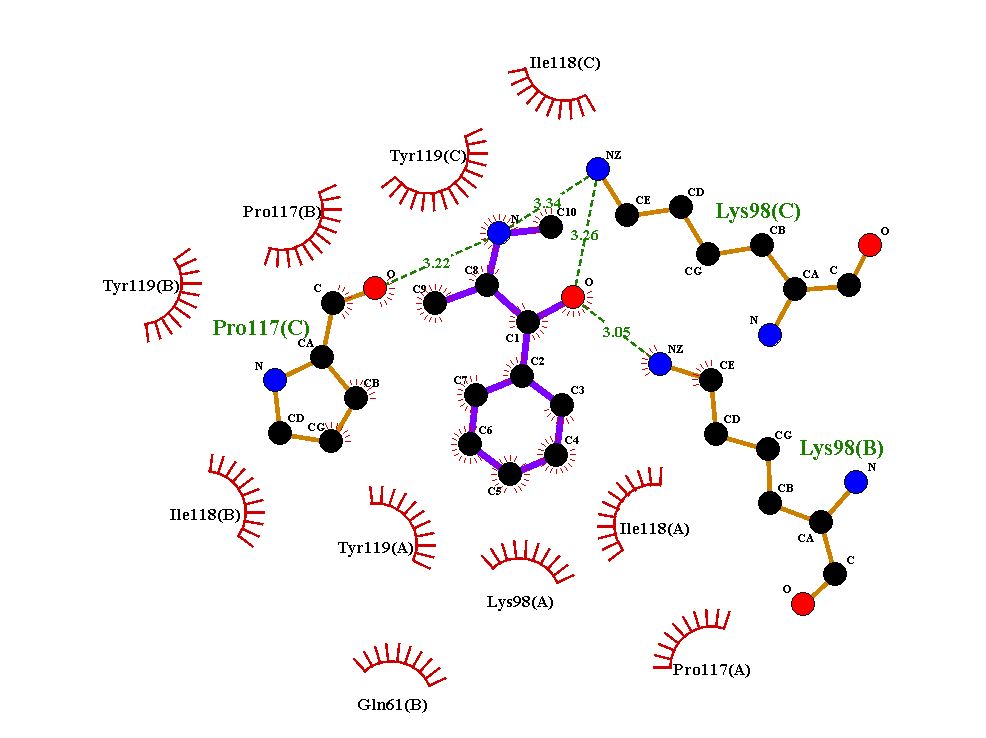 Ile118(C)
NZ
Tyr119(C)
3.34
CE
CD
Lys98(C)
Pro117(B)
N
C10
3.26
CB
O
CG
3.22
Tyr119(B)
O
C8
O
CA
C
C
C9
Pro117(C)
C1
3.05
N
CA
NZ
C2
CE
N
C7
CB
C3
CD
CG
C6
C4
CD
CG
Lys98(B)
N
C5
CB
Ile118(B)
Ile118(A)
Tyr119(A)
CA
C
O
Lys98(A)
Pro117(A)
Gln61(B)